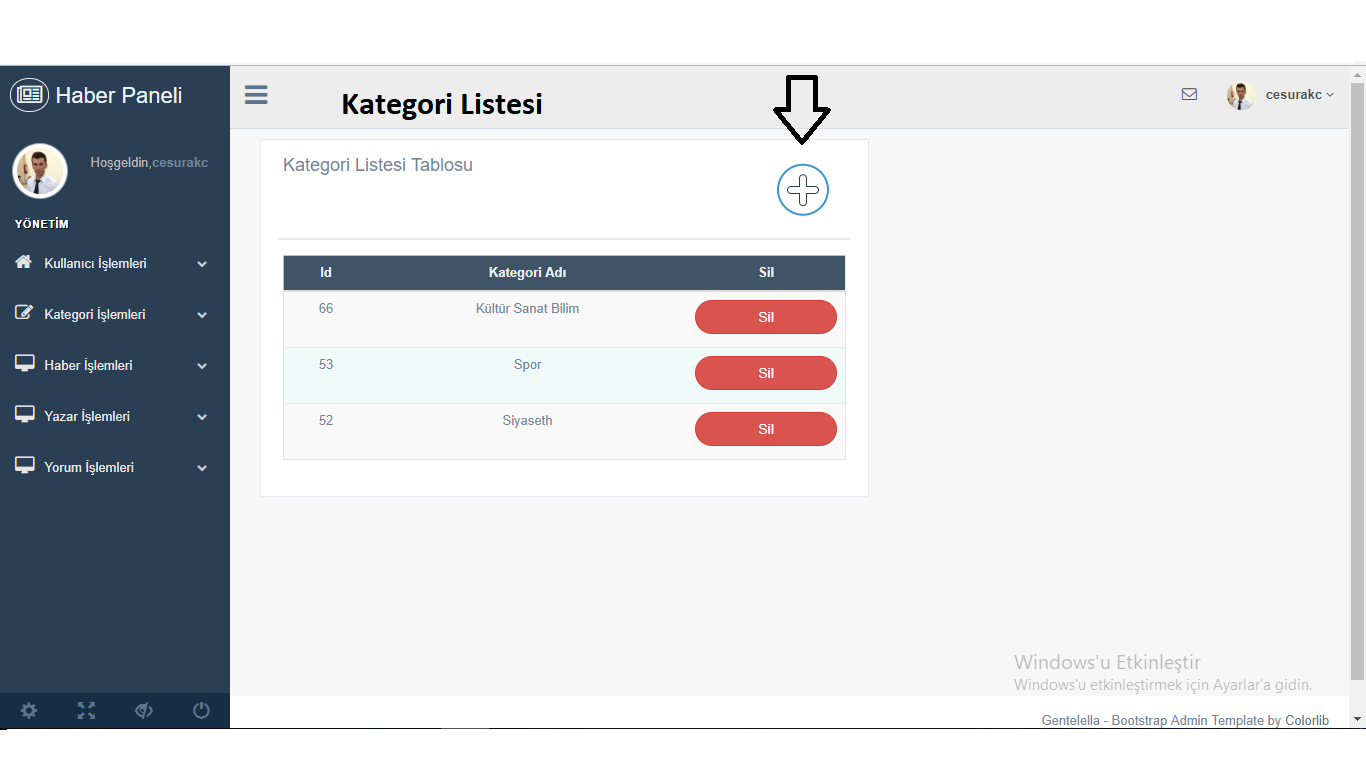 Haber Paneli
Kategori Listesi
cesurakc
Hoşgeldin,cesurakc
YÖNETİM
Kullanıcı İşlemleri
Kategori İşlemleri
Haber İşlemleri
Yazar İşlemleri
Yorum İşlemleri
Kategori Listesi Tablosu
Id Kategori Adı Sil
66 Kültür Sanat Bilim Sil
53 Spor Sil
52 Siyaseth Sil
Windows'u Etkinleştir
Windows'u etkinleştirmek için Ayarlar'a gidin.
Gentelella - Bootstrap Admin Template by Colorlib